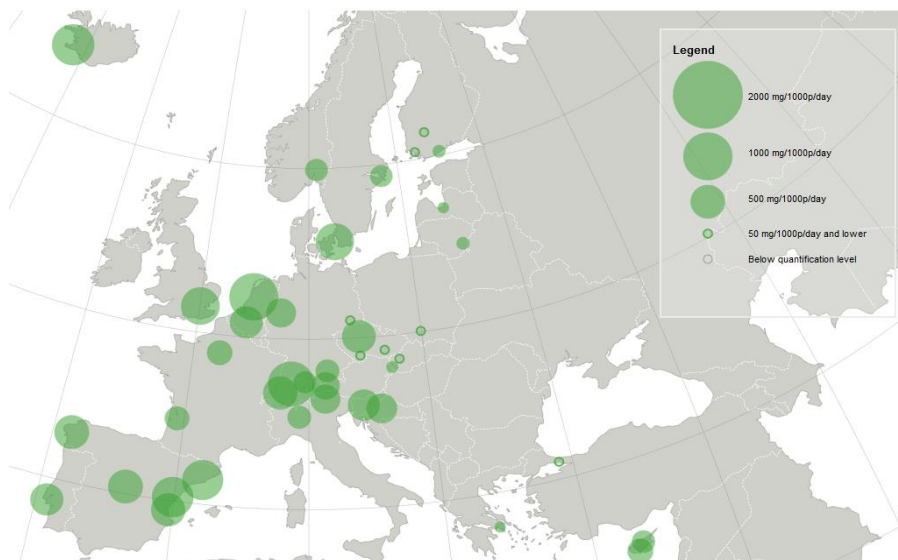 Legend
2000 mg/1000p/day
1000 mg/1000p/day
500 mg/1000p/day
50 mg/1000p/day and lower
Below quantification level